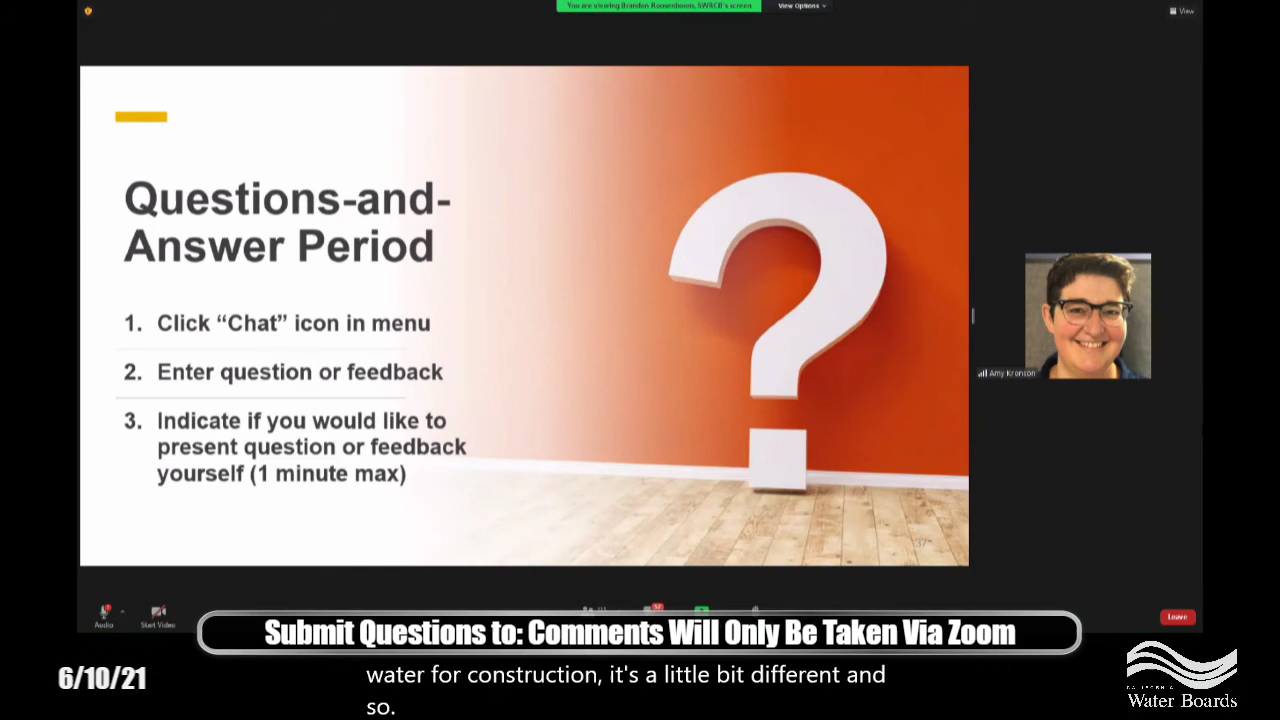 You are viewing Brandon Roosenboom, SWRCB's screen
View Options
View
Questions-and-
Answer Period
1. Click “Chat” icon in menu
2. Enter question or feedback
3. Indicate if you would like to
present question or feedback
yourself (1 minute max)
37
Amy Kronson
Audio
Start Video
Leave
Submit Questions to: Comments Will Only Be Taken Via Zoom
6/10/21
water for construction, it's a little bit different and
so.
CALIFORNIA
Water Boards